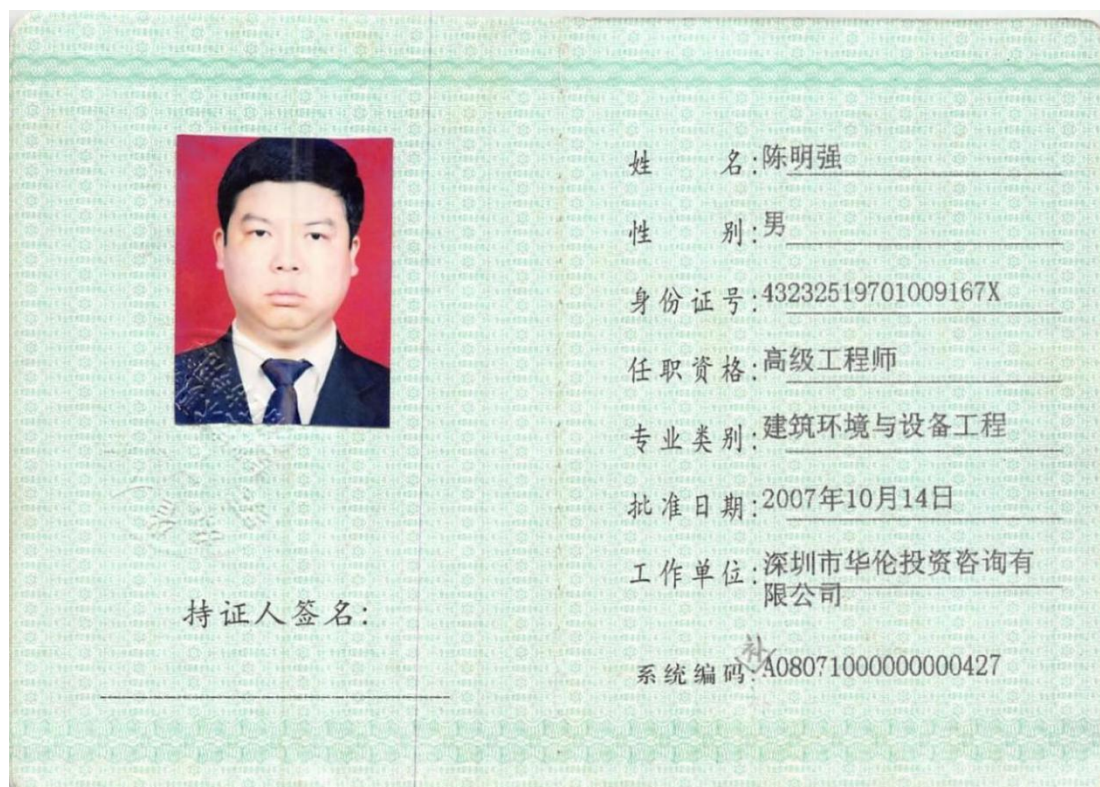 姓名:陈明强
性别:男
身份证号:43232519701009167X
任职资格:高级工程师
专业类别:建筑环境与设备工程
批准日期:2007年10月14日
工作单位:深圳市华伦投资咨询有
限公司
补
系统编码:A08071000000000427
持证人签名: